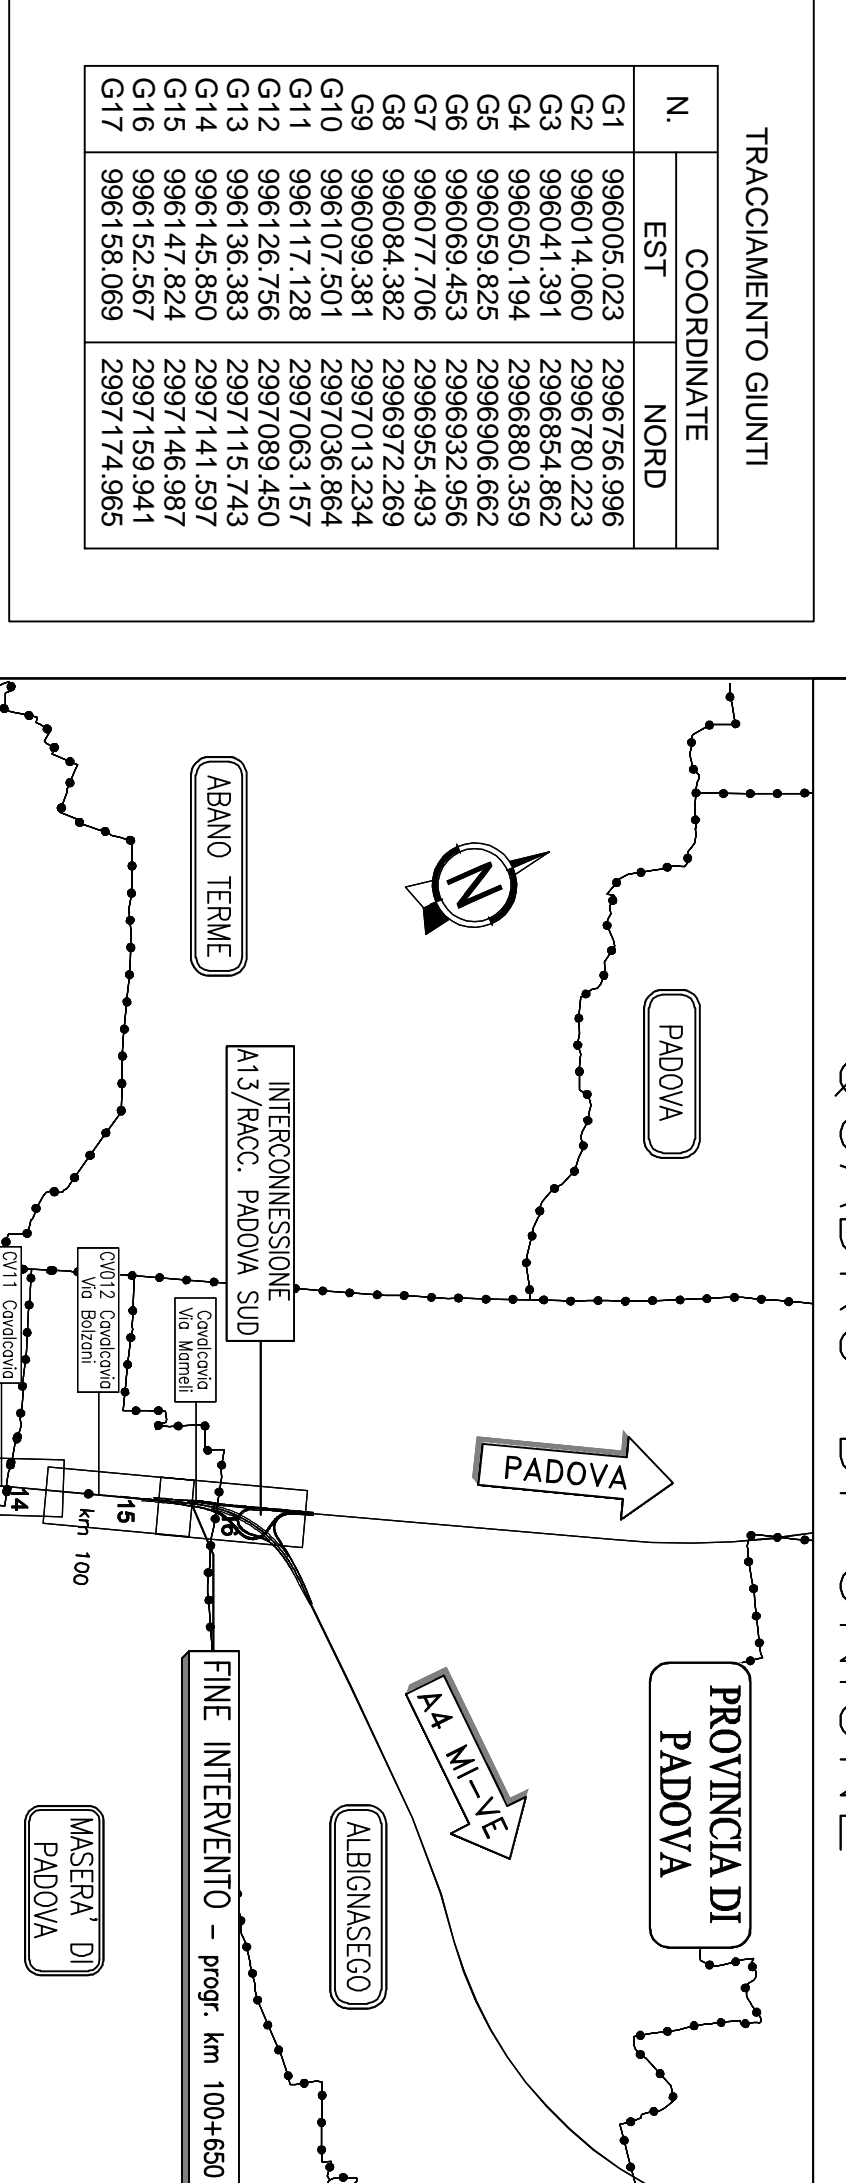 TRACCIAMENTO GIUNTI
N. COORDINATE
EST NORD
G1 996005.023 2996756.996
G2 996014.060 2996780.223
G3 996041.391 2996854.862
G4 996050.194 2996880.359
G5 996059.825 2996906.662
G6 996069.453 2996932.956
G7 996077.706 2996955.493
G8 996084.382 2996972.269
G9 996099.381 2997013.234
G10 996107.501 2997036.864
G11 996117.128 2997063.157
G12 996126.756 2997089.450
G13 996136.383 2997115.743
G14 996145.850 2997141.597
G15 996147.824 2997146.987
G16 996152.567 2997159.941
G17 996158.069 2997174.965
PADOVA
N
ABANO TERME
INTERCONNESSIONE
A13/RACC. PADOVA SUD
Cavalcavia
Via Mameli
CV012 Cavalcavia
Via Bolzani
CV11 Cavalcavia
PADOVA
14
15
16
km 100
A4 MI-VE
PROVINCIA DI
PADOVA
FINE INTERVENTO - progr. km 100+650
ALBIGNASEGO
MASERA' DI
PADOVA